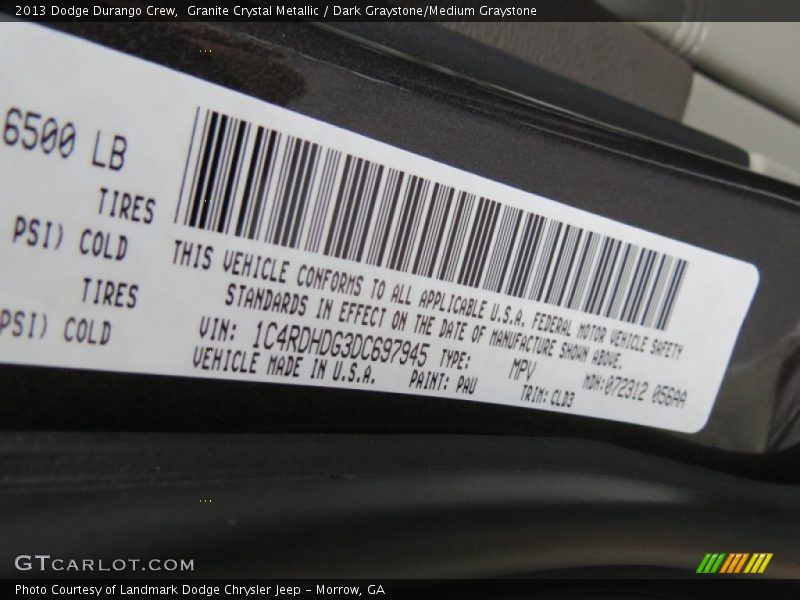 2013 Dodge Durango Crew, Granite Crystal Metallic / Dark Graystone/Medium Graystone
6500 LB
TIRES
PSI) COLD
TIRES
PSI) COLD
THIS VEHICLE CONFORMS TO ALL APPLICABLE U.S.A. FEDERAL MOTOR VEHICLE SAFETY
STANDARDS IN EFFECT ON THE DATE OF MANUFACTURE SHOWN ABOVE.
VIN: 1C4RDHDG3DC697945 TYPE: MPV MDH:072312 056AA
VEHICLE MADE IN U.S.A. PAINT: PAU TRIM: CLD3
GTCARLOT.COM
Photo Courtesy of Landmark Dodge Chrysler Jeep – Morrow, GA